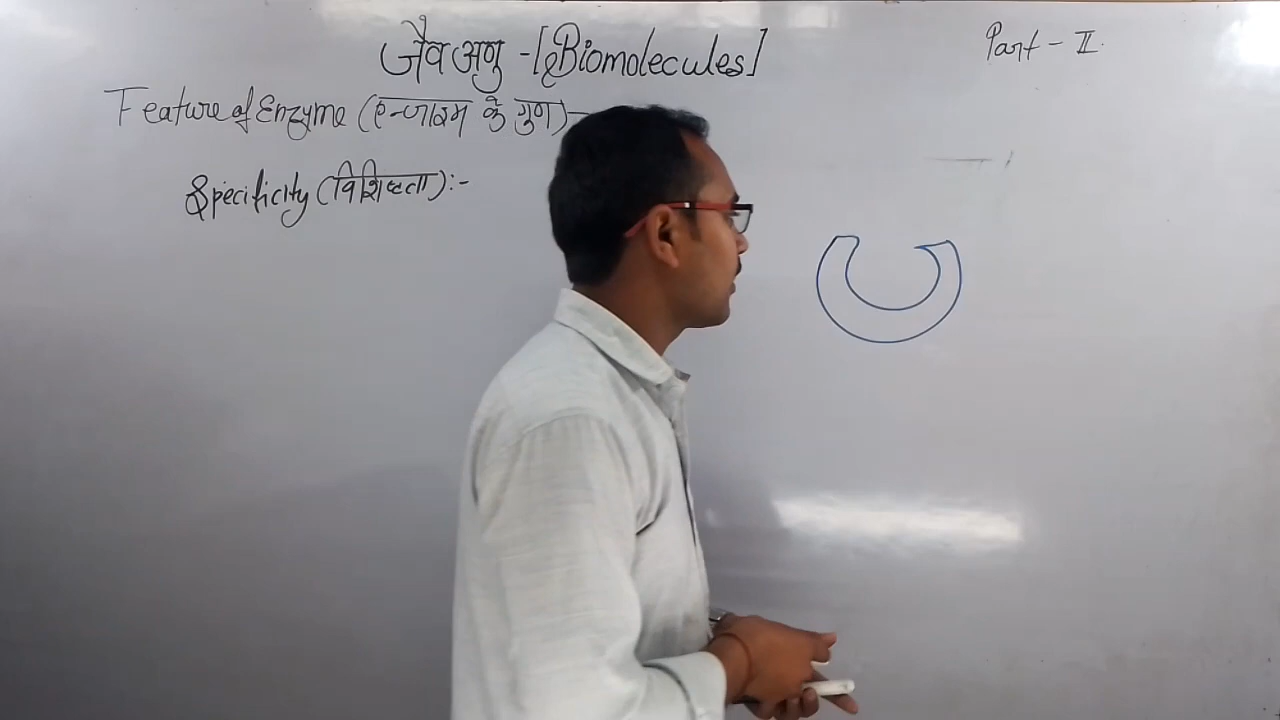 जैव अणु -[Biomolecules]
Part - II.
Feature of Enzyme (एन्जाइम के गुण)-
Specificity (विशिष्टता):-